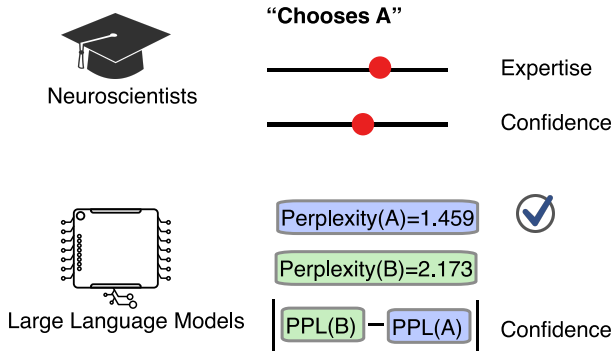 “Chooses A”
Neuroscientists
Expertise
Confidence
Perplexity(A)=1.459
Perplexity(B)=2.173
Large Language Models
PPL(B) − PPL(A)
Confidence